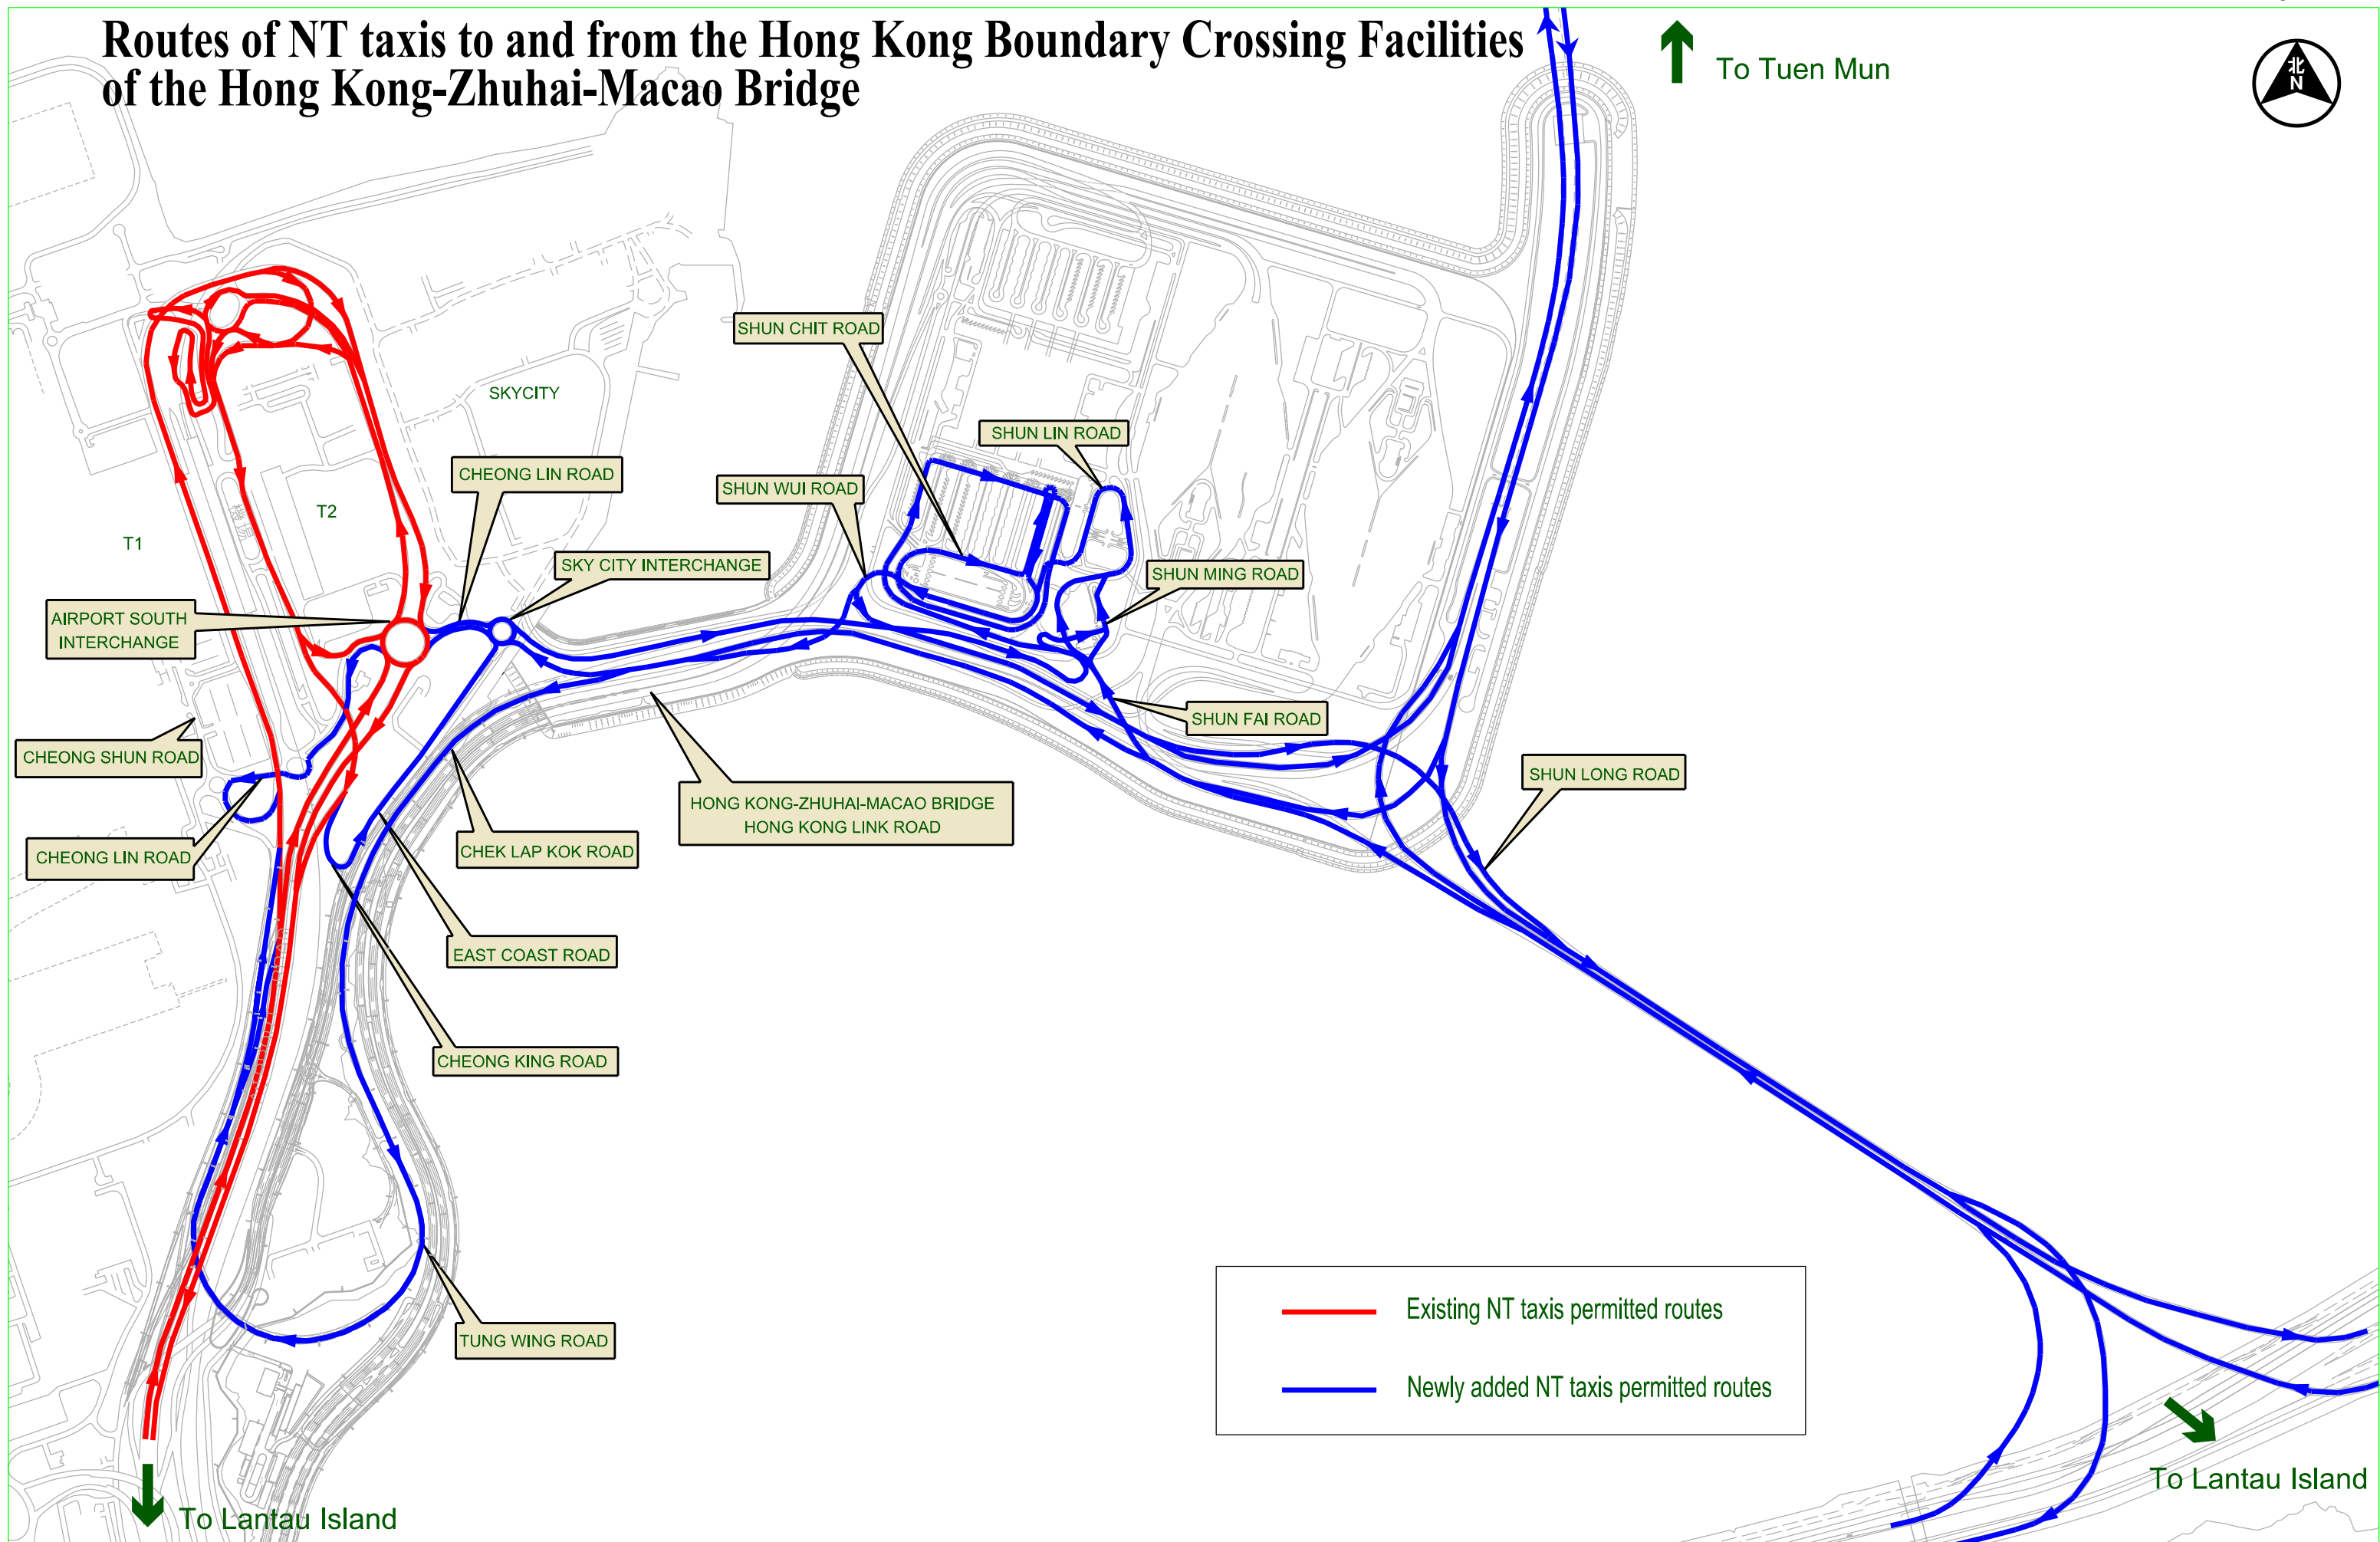 Routes of NT taxis to and from the Hong Kong Boundary Crossing Facilities
of the Hong Kong-Zhuhai-Macao Bridge
To Tuen Mun
北
N
SHUN CHIT ROAD
SKYCITY
SHUN LIN ROAD
CHEONG LIN ROAD
SHUN WUI ROAD
T2
T1
SKY CITY INTERCHANGE
SHUN MING ROAD
AIRPORT SOUTH
INTERCHANGE
SHUN FAI ROAD
CHEONG SHUN ROAD
SHUN LONG ROAD
HONG KONG-ZHUHAI-MACAO BRIDGE
HONG KONG LINK ROAD
CHEONG LIN ROAD
CHEK LAP KOK ROAD
EAST COAST ROAD
CHEONG KING ROAD
TUNG WING ROAD
Existing NT taxis permitted routes
Newly added NT taxis permitted routes
To Lantau Island
To Lantau Island